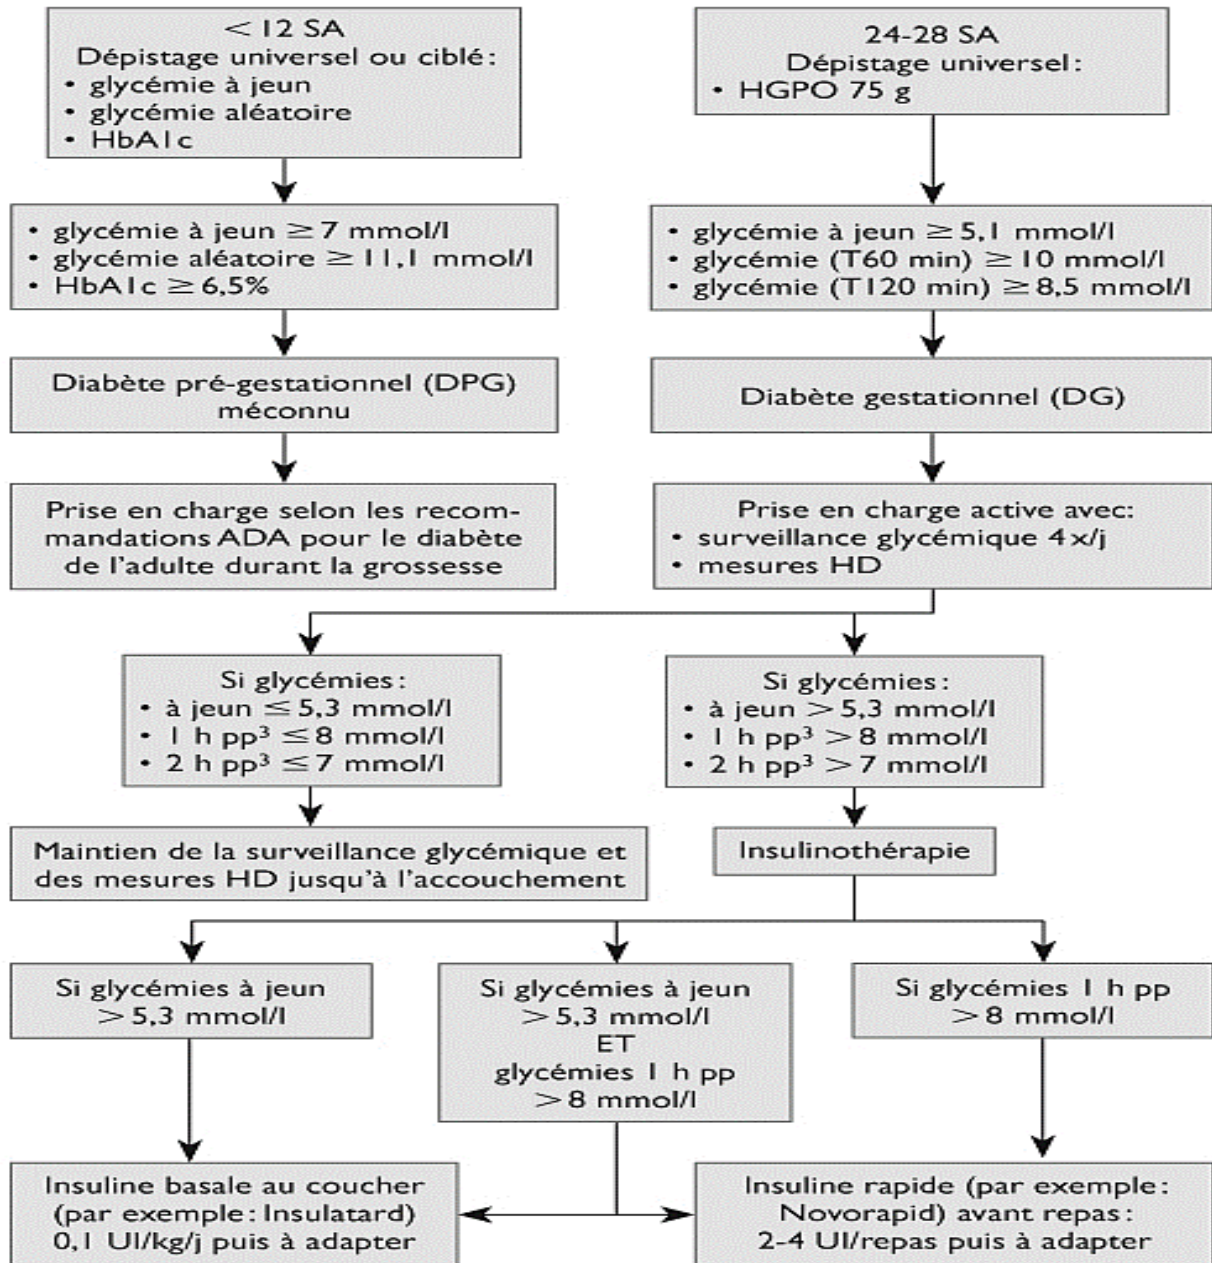 < 12 SA
Dépistage universel ou ciblé :
• glycémie à jeun
• glycémie aléatoire
• HbA1c
24-28 SA
Dépistage universel :
• HGPO 75 g
• glycémie à jeun ≥ 7 mmol/l
• glycémie aléatoire ≥ 11,1 mmol/l
• HbA1c ≥ 6,5%
• glycémie à jeun ≥ 5,1 mmol/l
• glycémie (T60 min) ≥ 10 mmol/l
• glycémie (T120 min) ≥ 8,5 mmol/l
Diabète pré-gestationnel (DPG)
méconnu
Diabète gestationnel (DG)
Prise en charge selon les recom-
mandations ADA pour le diabète
de l'adulte durant la grossesse
Prise en charge active avec:
• surveillance glycémique 4 x/j
• mesures HD
Si glycémies :
• à jeun ≤ 5,3 mmol/l
• 1 h pp³ ≤ 8 mmol/l
• 2 h pp³ ≤ 7 mmol/l
Si glycémies :
• à jeun > 5,3 mmol/l
• 1 h pp³ > 8 mmol/l
• 2 h pp³ > 7 mmol/l
Maintien de la surveillance glycémique et
des mesures HD jusqu'à l'accouchement
Insulinothérapie
Si glycémies à jeun
> 5,3 mmol/l
Si glycémies à jeun
> 5,3 mmol/l
ET
glycémies 1 h pp
> 8 mmol/l
Si glycémies 1 h pp
> 8 mmol/l
Insuline basale au coucher
(par exemple : Insulatard)
0,1 UI/kg/j puis à adapter
Insuline rapide (par exemple :
Novorapid) avant repas :
2-4 UI/repas puis à adapter